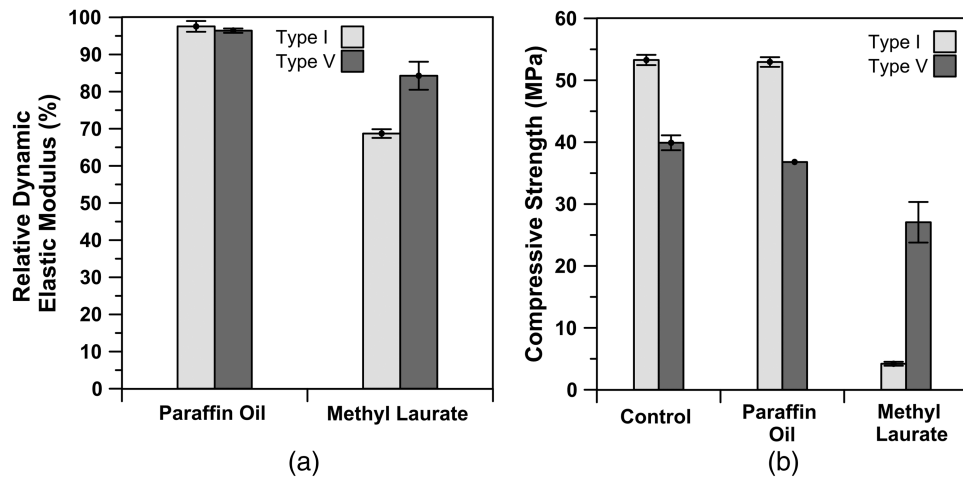 Relative Dynamic
Elastic Modulus (%)
100
90
80
70
60
50
40
30
20
10
0
Type I
Type V
Paraffin Oil
Methyl Laurate
(a)
Compressive Strength (MPa)
60
50
40
30
20
10
0
Type I
Type V
Control
Paraffin
Oil
Methyl
Laurate
(b)